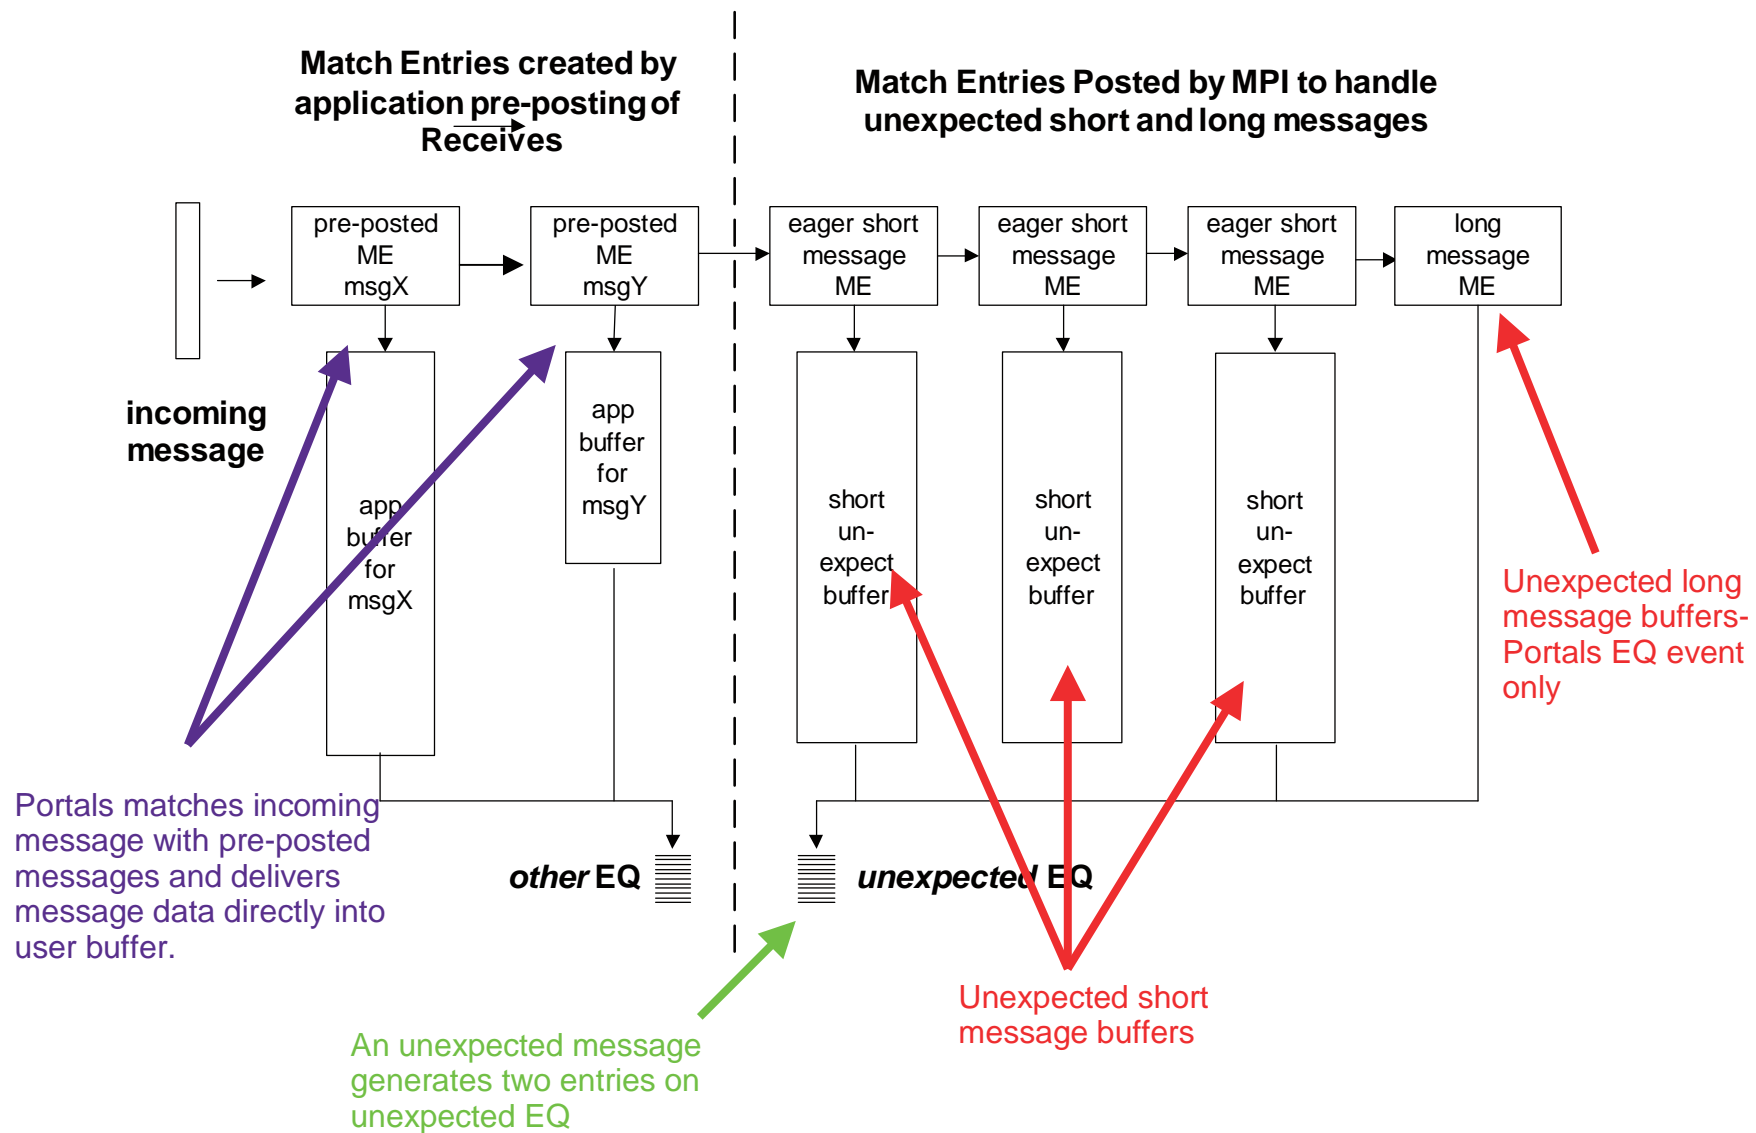 Match Entries created by
application pre-posting of
Receives
Match Entries Posted by MPI to handle
unexpected short and long messages
pre-posted
ME
msgX
pre-posted
ME
msgY
eager short
message
ME
eager short
message
ME
eager short
message
ME
long
message
ME
incoming
message
app
buffer
for
msgX
app
buffer
for
msgY
short
un-
expect
buffer
short
un-
expect
buffer
short
un-
expect
buffer
Unexpected long
message buffers-
Portals EQ event
only
Portals matches incoming
message with pre-posted
messages and delivers
message data directly into
user buffer.
other EQ
unexpected EQ
Unexpected short
message buffers
An unexpected message
generates two entries on
unexpected EQ